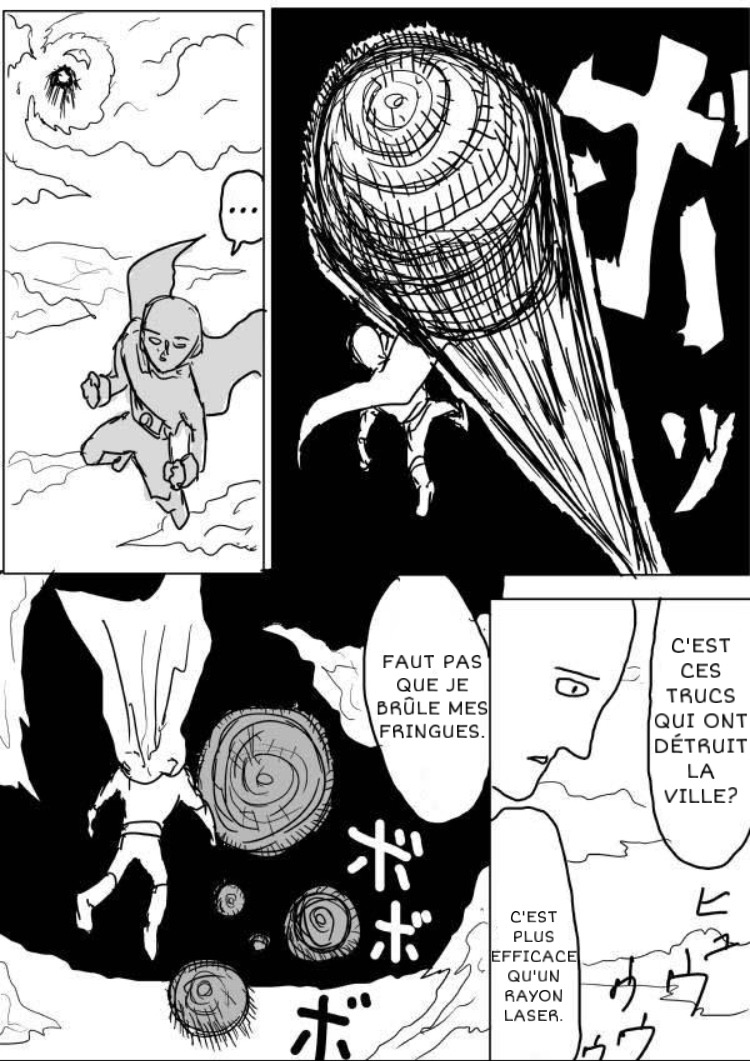 ...
ボッ
C'EST
CES
TRUCS
QUI ONT
DÉTRUIT
LA
VILLE?
C'EST
PLUS
EFFICACE
QU'UN
RAYON
LASER.
ヒュウウウウ
FAUT PAS
QUE JE
BRÛLE MES
FRINGUES.
ボ
ボ
ボ